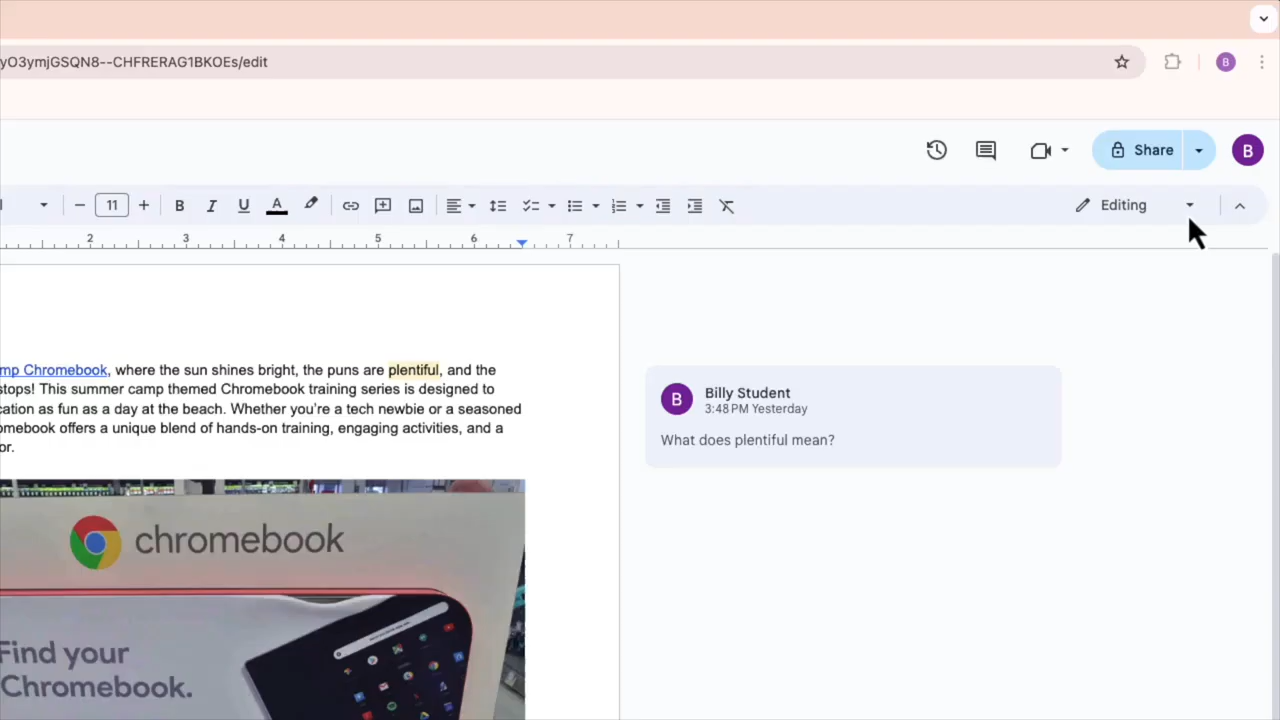 yO3ymjGSQN8--CHFRERAG1BKOEs/edit
B
Share
B
11
B I U A
Editing
2 3 4 5 6 7
mp Chromebook, where the sun shines bright, the puns are plentiful, and the
stops! This summer camp themed Chromebook training series is designed to
cation as fun as a day at the beach. Whether you're a tech newbie or a seasoned
omebook offers a unique blend of hands-on training, engaging activities, and a
or.
B
Billy Student
3:48 PM Yesterday
What does plentiful mean?
chromebook
Find your
Chromebook.